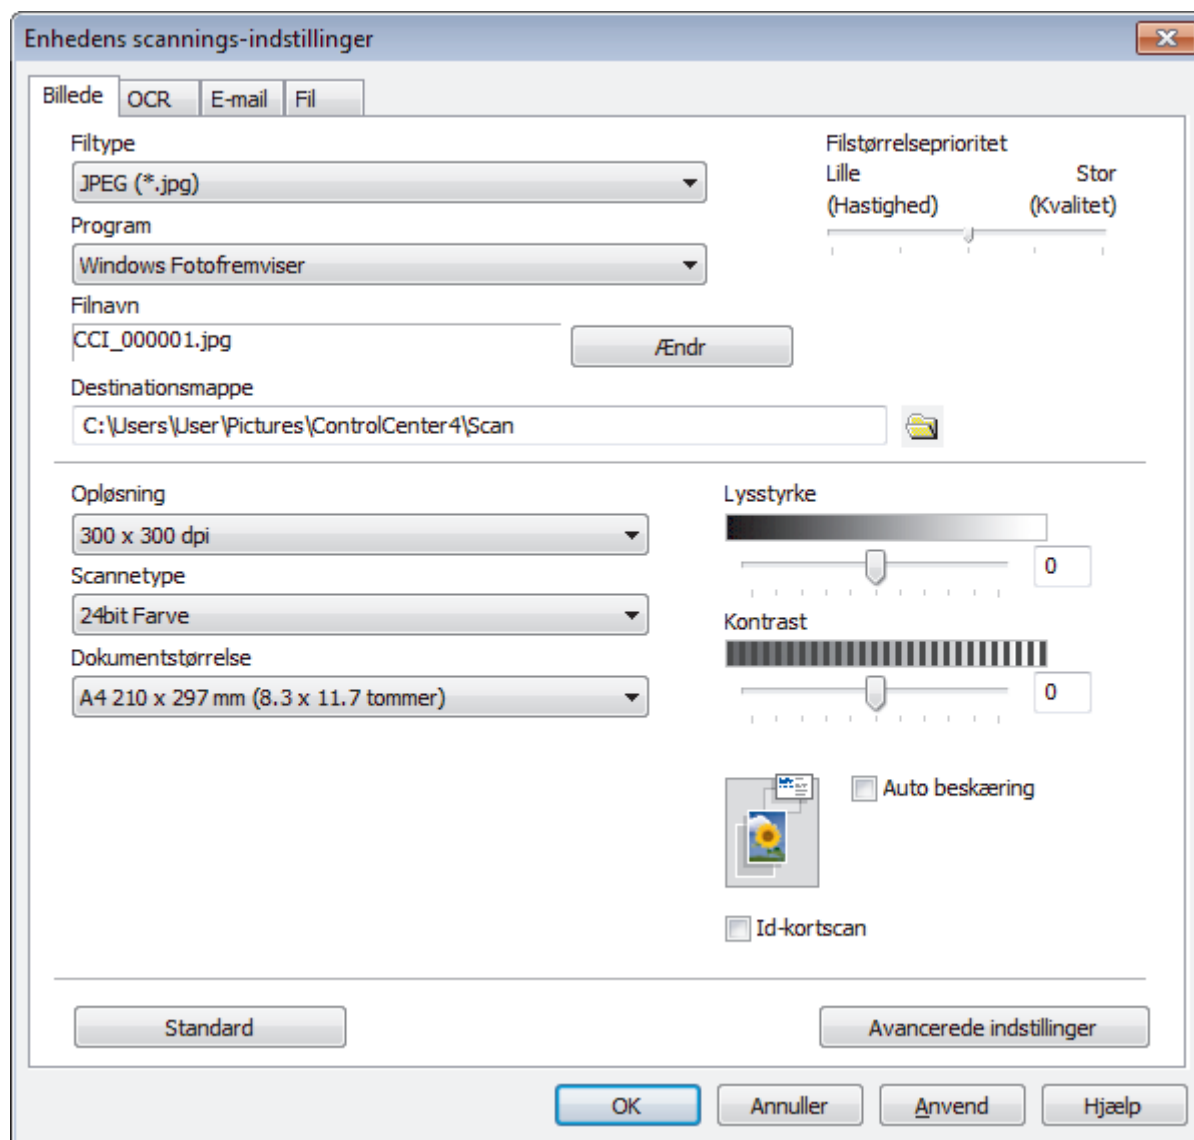 Enhedens scannings-indstillinger
Billede OCR E-mail Fil
Filtype
JPEG (*.jpg)
Program
Windows Fotofremviser
Filnavn
CCI_000001.jpg Ændr
Destinationsmappe
C:\Users\User\Pictures\ControlCenter4\Scan
Filstørrelseprioritet
Lille Stor
(Hastighed) (Kvalitet)
Opløsning
300 x 300 dpi
Scannetype
24bit Farve
Dokumentstørrelse
A4 210 x 297 mm (8.3 x 11.7 tommer)
Lysstyrke
0
Kontrast
0
Auto beskæring
Id-kortscan
Standard Avancerede indstillinger
OK Annuller Anvend Hjælp